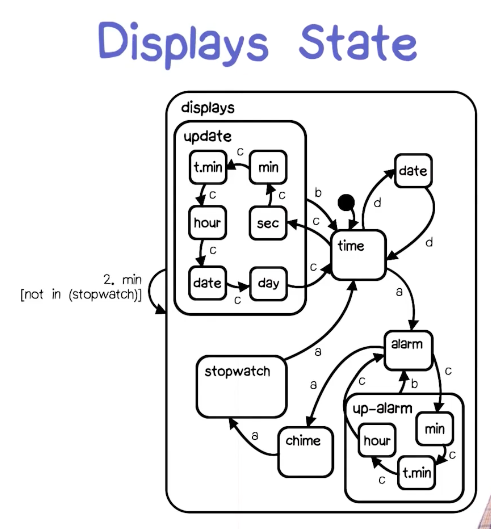 Displays State
displays
update
t.min
c
min
c
c
hour
sec
c
date
c
day
c
c
b
time
d
date
d
a
2. min
[not in (stopwatch)]
a
stopwatch
a
chime
a
alarm
c
b
c
up-alarm
min
c
hour
c
t.min